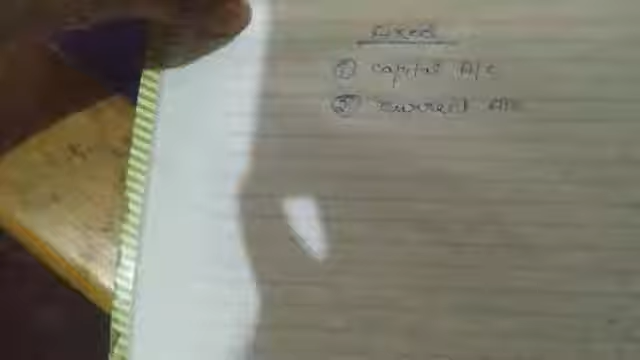 Fixed
① Capital A/c
② Current A/c